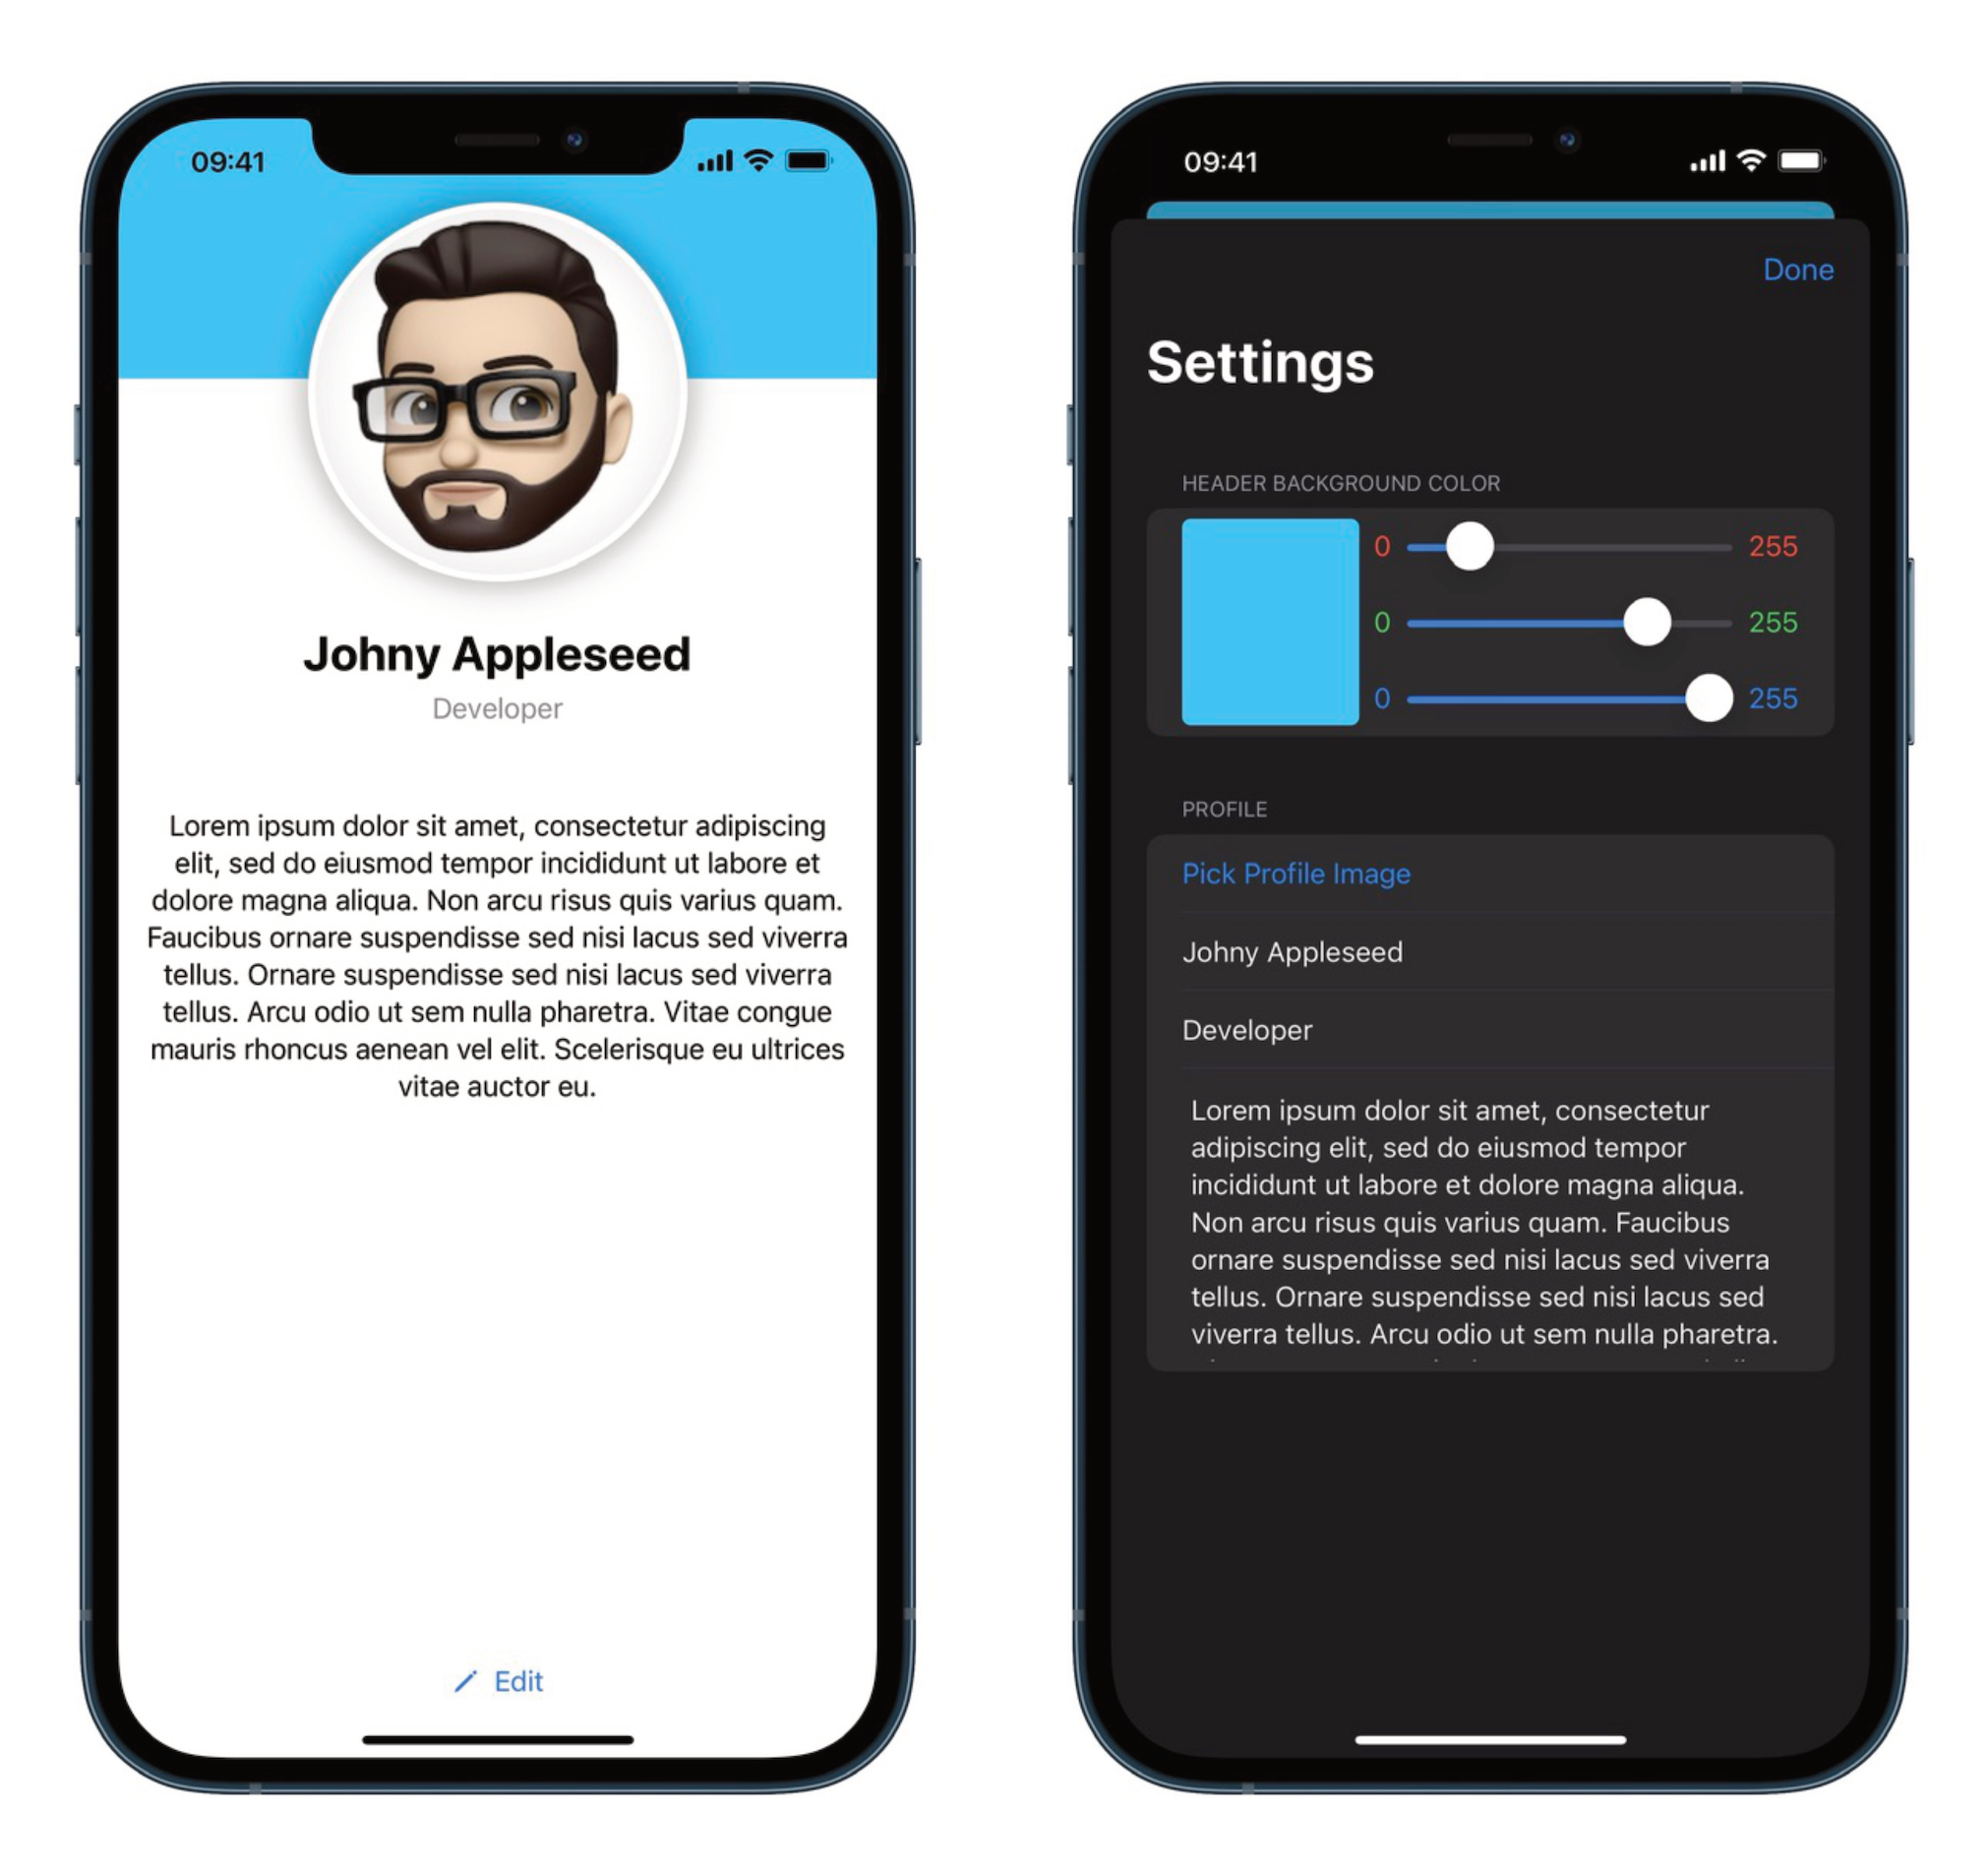 09:41
Johny Appleseed
Developer
Lorem ipsum dolor sit amet, consectetur adipiscing
elit, sed do eiusmod tempor incididunt ut labore et
dolore magna aliqua. Non arcu risus quis varius quam.
Faucibus ornare suspendisse sed nisi lacus sed viverra
tellus. Ornare suspendisse sed nisi lacus sed viverra
tellus. Arcu odio ut sem nulla pharetra. Vitae congue
mauris rhoncus aenean vel elit. Scelerisque eu ultrices
vitae auctor eu.
Edit
09:41
Done
Settings
HEADER BACKGROUND COLOR
0 255
0 255
0 255
PROFILE
Pick Profile Image
Johny Appleseed
Developer
Lorem ipsum dolor sit amet, consectetur
adipiscing elit, sed do eiusmod tempor
incididunt ut labore et dolore magna aliqua.
Non arcu risus quis varius quam. Faucibus
ornare suspendisse sed nisi lacus sed viverra
tellus. Ornare suspendisse sed nisi lacus sed
viverra tellus. Arcu odio ut sem nulla pharetra.